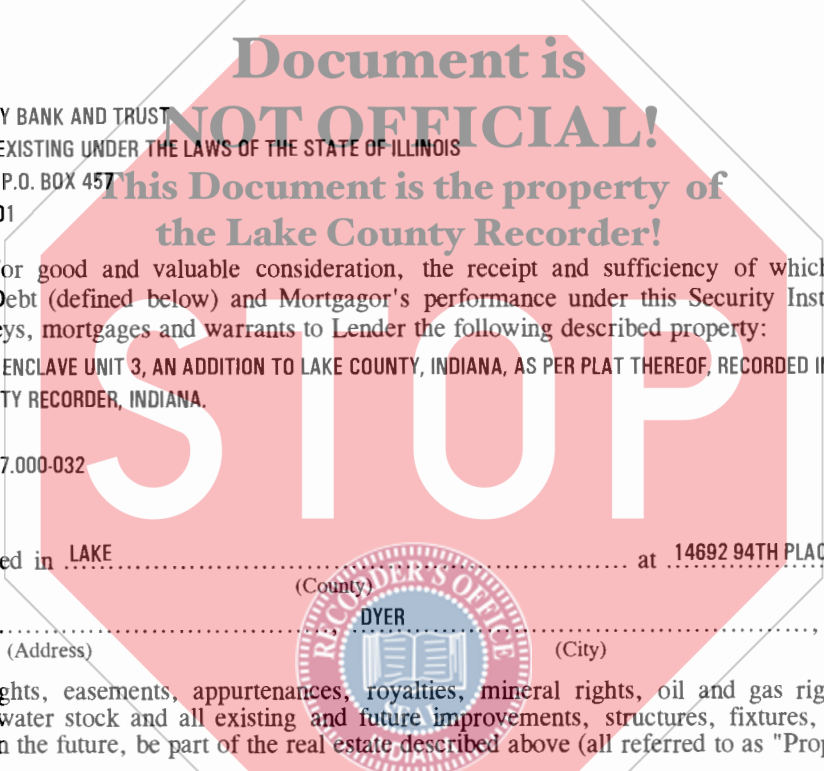 Document is
NOT OFFICIAL!
This Document is the property of
the Lake County Recorder!
Y BANK AND TRUST
EXISTING UNDER THE LAWS OF THE STATE OF ILLINOIS
P.O. BOX 457
01
or good and valuable consideration, the receipt and sufficiency of which
Debt (defined below) and Mortgagor's performance under this Security Inst
eys, mortgages and warrants to Lender the following described property:
ENCLAVE UNIT 3, AN ADDITION TO LAKE COUNTY, INDIANA, AS PER PLAT THEREOF, RECORDED IN
TY RECORDER, INDIANA.
STOP
7.000-032
ed in LAKE at 14692 94TH PLAC
(County)
DYER
(Address) (City)
RECORDER'S OFFICE
SEAL
INDIANA
ghts, easements, appurtenances, royalties, mineral rights, oil and gas rig
water stock and all existing and future improvements, structures, fixtures,
n the future, be part of the real estate described above (all referred to as "Prop